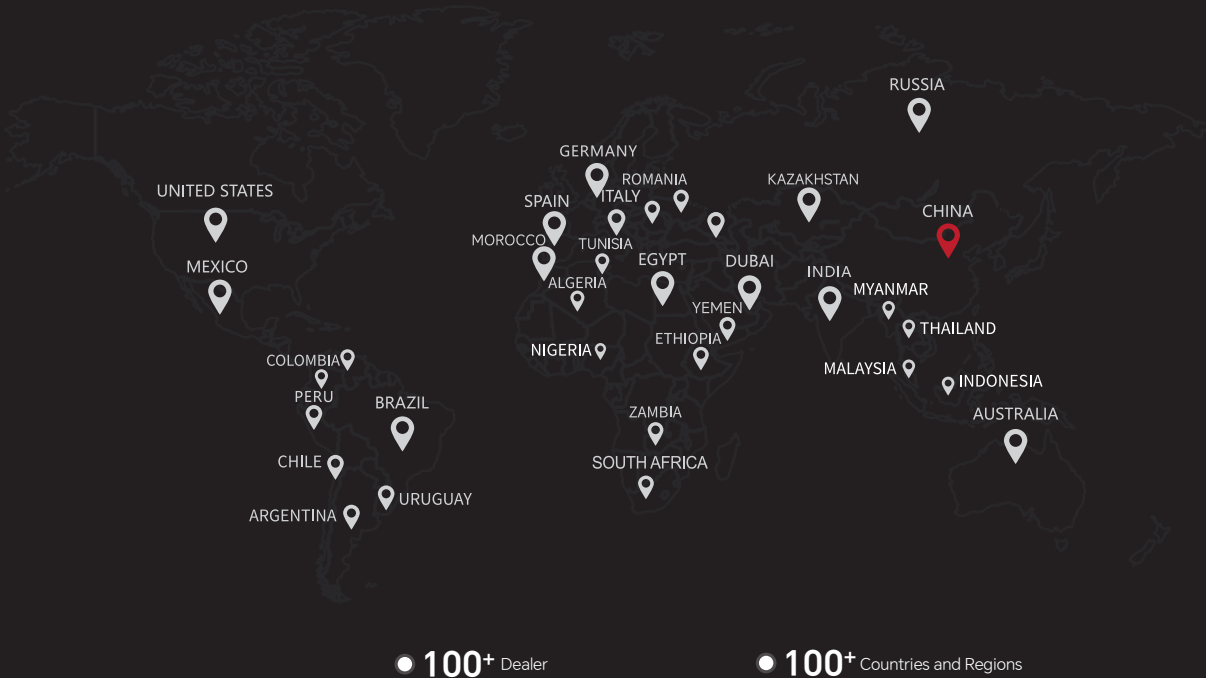 RUSSIA
GERMANY
ROMANIA
KAZAKHSTAN
UNITED STATES
ITALY
SPAIN
CHINA
MOROCCO
TUNISIA
EGYPT
DUBAI
MEXICO
INDIA
ALGERIA
MYANMAR
YEMEN
THAILAND
ETHIOPIA
NIGERIA
COLOMBIA
MALAYSIA
INDONESIA
PERU
BRAZIL
ZAMBIA
AUSTRALIA
CHILE
SOUTH AFRICA
URUGUAY
ARGENTINA
100+ Dealer
100+ Countries and Regions